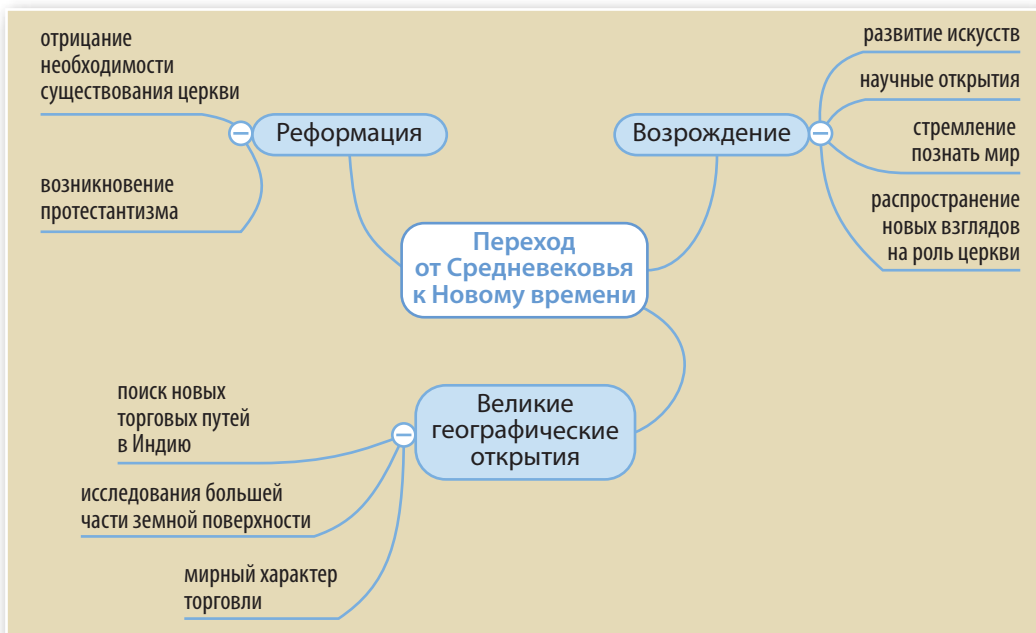 отрицание
необходимости
существования церкви
Реформация
возникновение
протестантизма
Возрождение
развитие искусств
научные открытия
стремление
познать мир
распространение
новых взглядов
на роль церкви
Переход
от Средневековья
к Новому времени
Великие
географические
открытия
поиск новых
торговых путей
в Индию
исследования большей
части земной поверхности
мирный характер
торговли